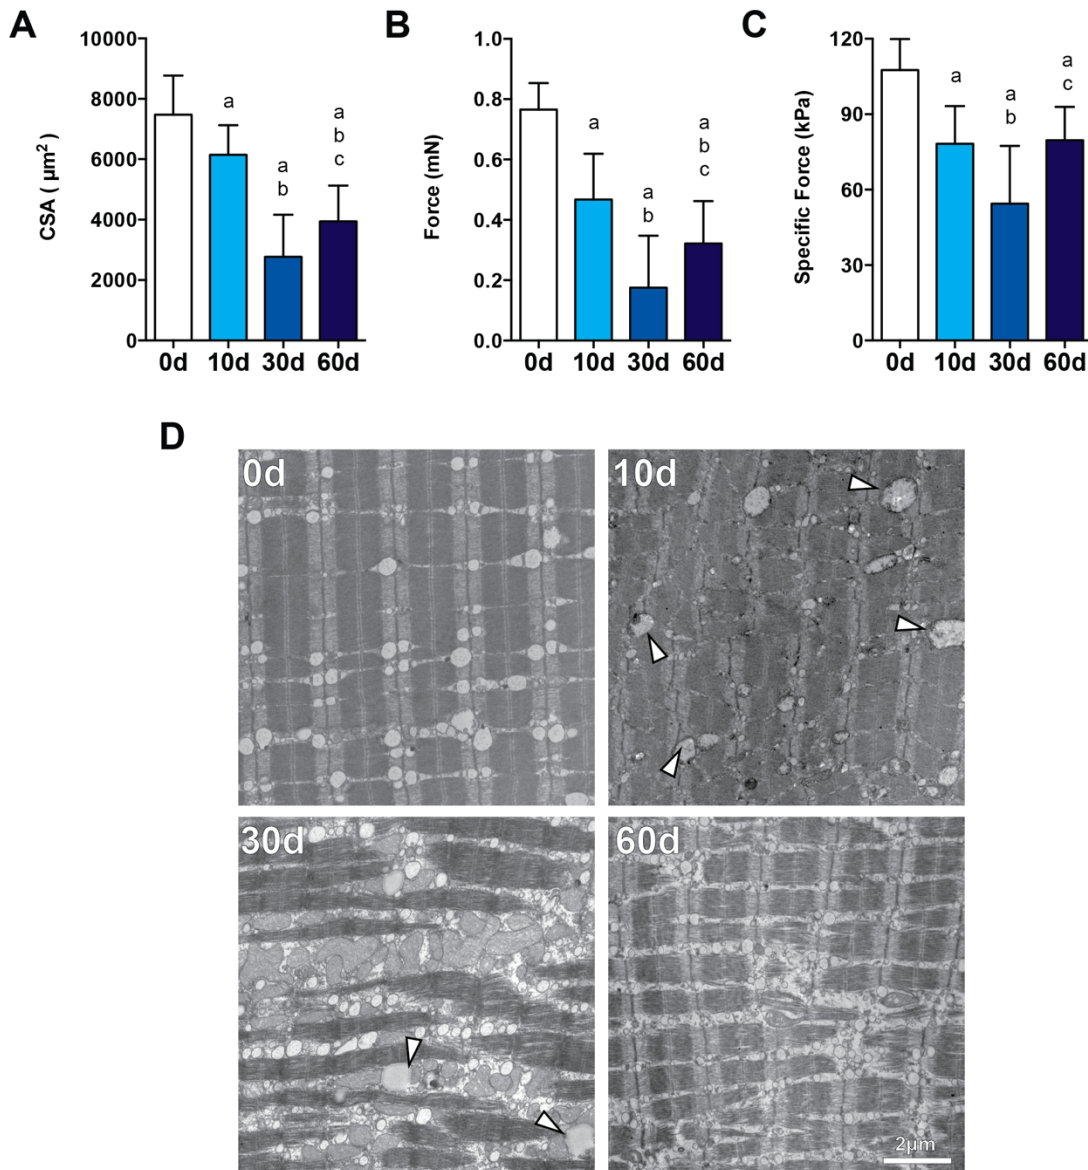 A
CSA ( µm² )
10000
8000
6000
4000
2000
0
a
a
b
a
b
c
0d 10d 30d 60d
B
Force (mN)
1.0
0.8
0.6
0.4
0.2
0.0
a
a
b
a
b
c
0d 10d 30d 60d
C
Specific Force (kPa)
120
90
60
30
0
a
a
b
a
c
0d 10d 30d 60d
D
0d
10d
30d
60d
2µm